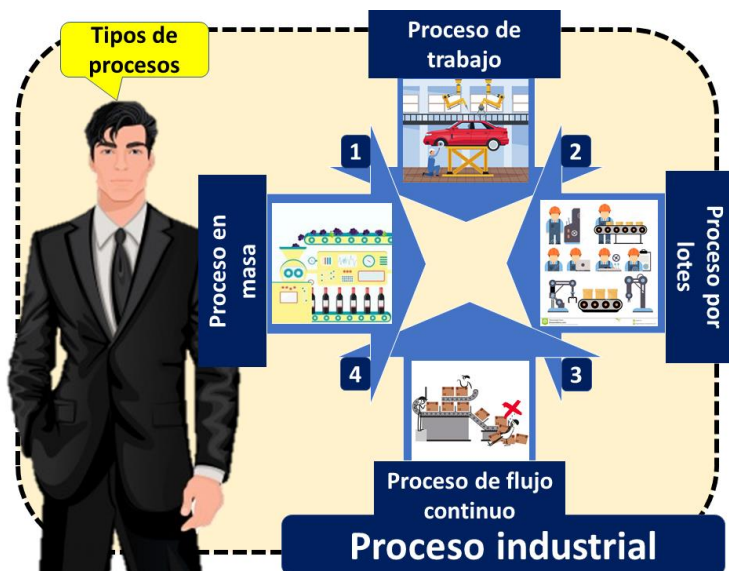 Tipos de
procesos
Proceso de
trabajo
1
2
Proceso en
masa
Proceso por
lotes
4
3
Proceso de flujo
continuo
Proceso industrial